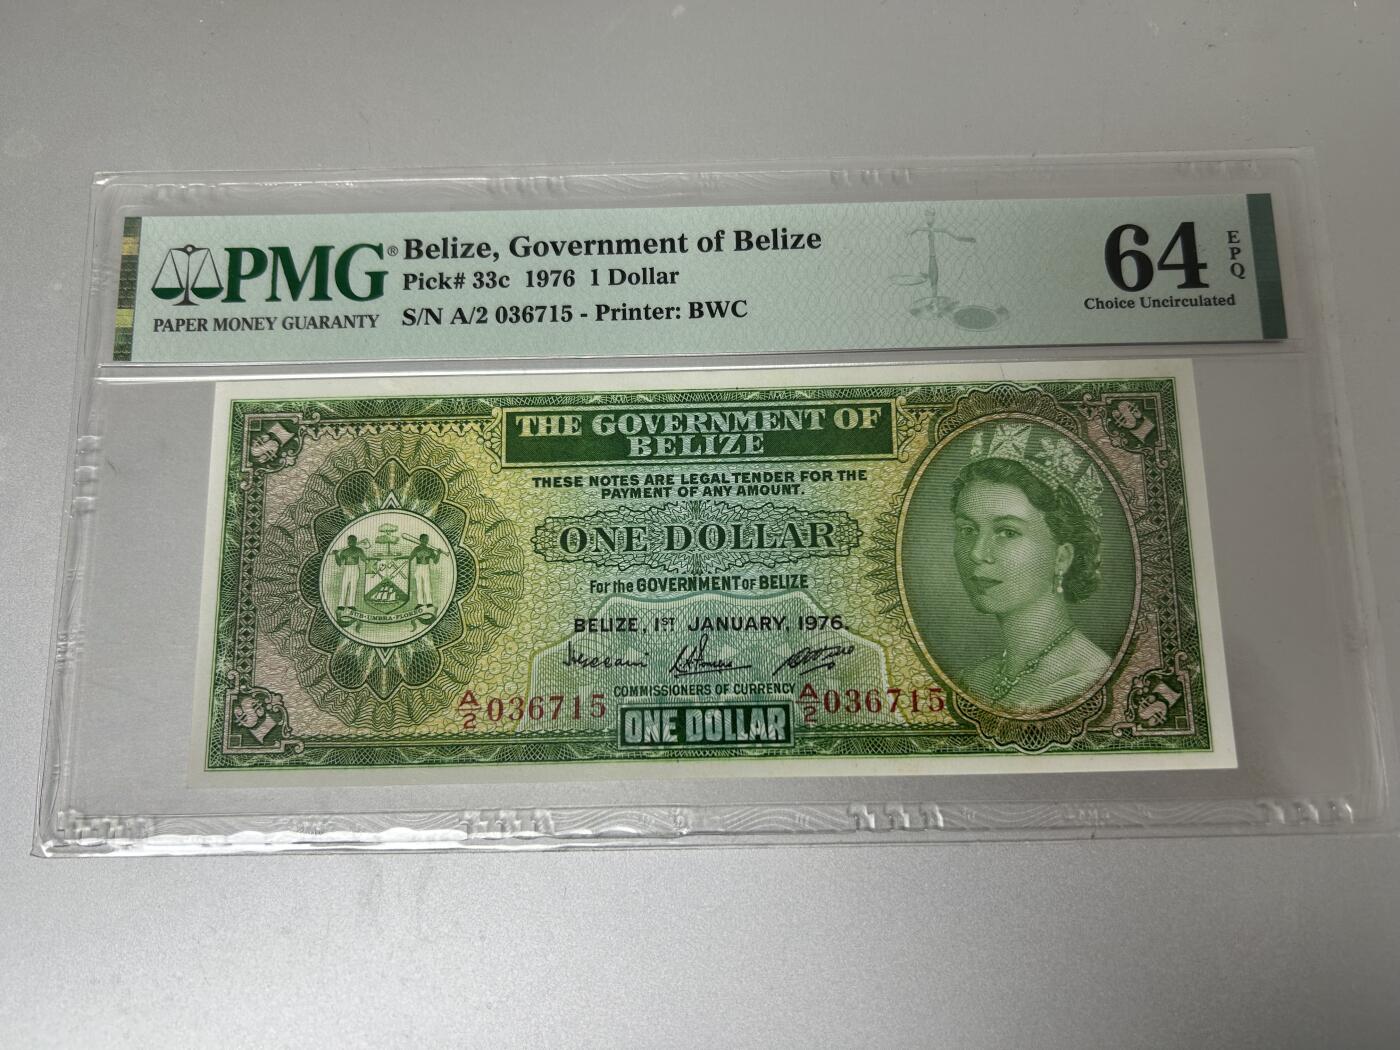 PMG®
PAPER MONEY GUARANTY
Belize, Government of Belize
Pick# 33c 1976 1 Dollar
S/N A/2 036715 - Printer: BWC
64
EPQ
Choice Uncirculated
$1
$1
THE GOVERNMENT OF
BELIZE
THESE NOTES ARE LEGAL TENDER FOR THE
PAYMENT OF ANY AMOUNT.
ONE DOLLAR
For the GOVERNMENT OF BELIZE
BELIZE, 1ST JANUARY, 1976.
SUB·UMBRA·FLOREO
COMMISSIONERS OF CURRENCY
A/2 036715
A/2 036715
ONE DOLLAR
$1
$1